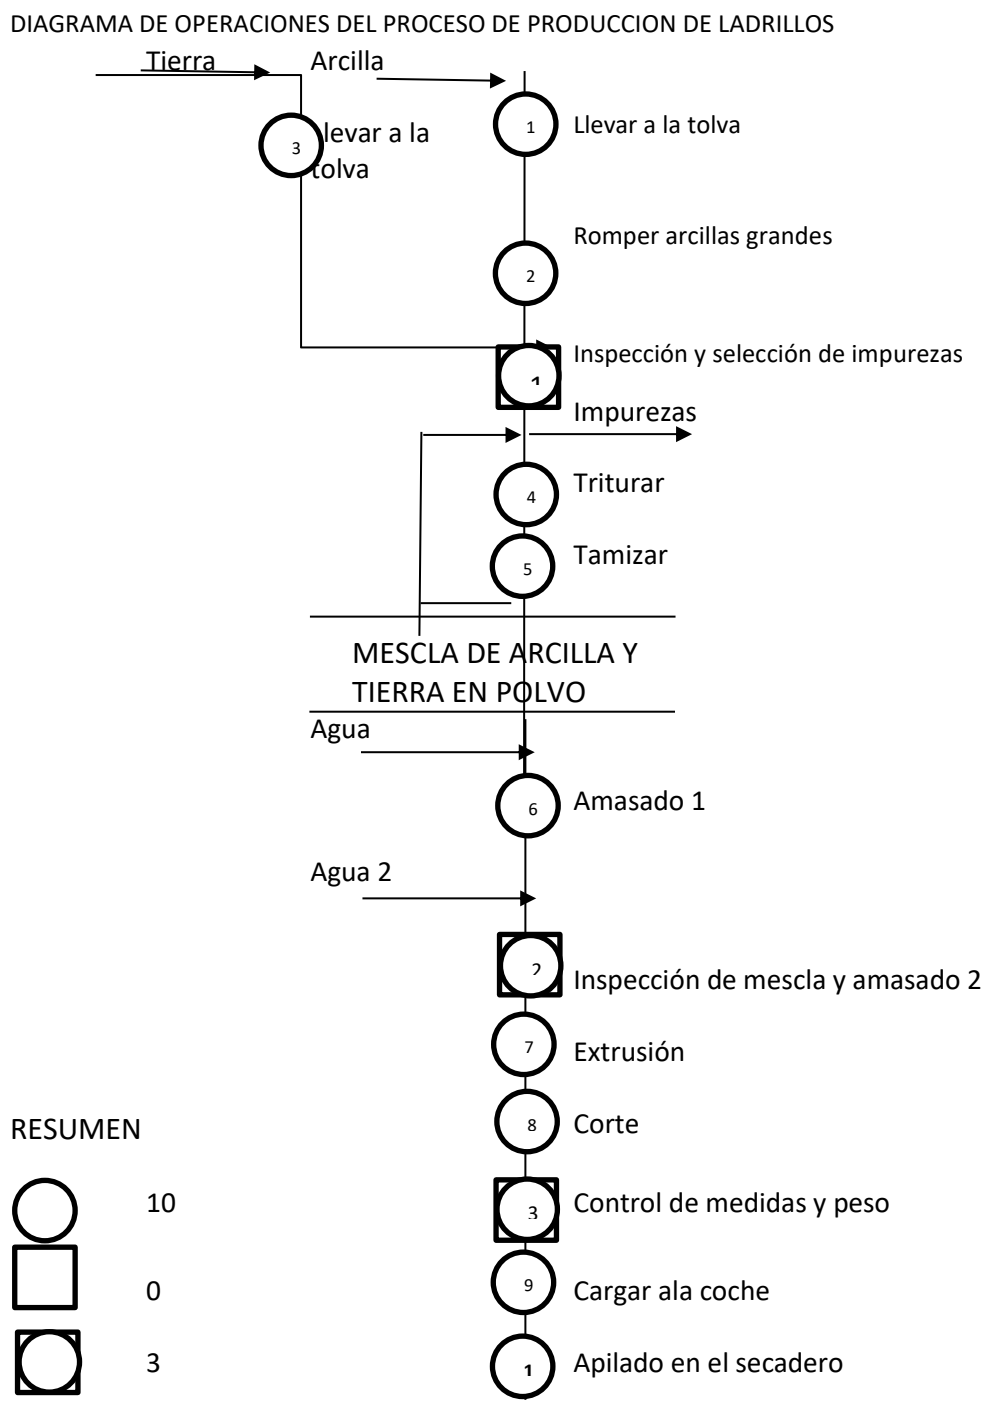 DIAGRAMA DE OPERACIONES DEL PROCESO DE PRODUCCION DE LADRILLOS
Tierra
Arcilla
1
Llevar a la tolva
3
levar a la
tolva
Romper arcillas grandes
2
Inspección y selección de impurezas
1
Impurezas
4
Triturar
5
Tamizar
MESCLA DE ARCILLA Y
TIERRA EN POLVO
Agua
6
Amasado 1
Agua 2
2
Inspección de mescla y amasado 2
7
Extrusión
8
Corte
3
Control de medidas y peso
9
Cargar ala coche
1
Apilado en el secadero
RESUMEN
10
0
3